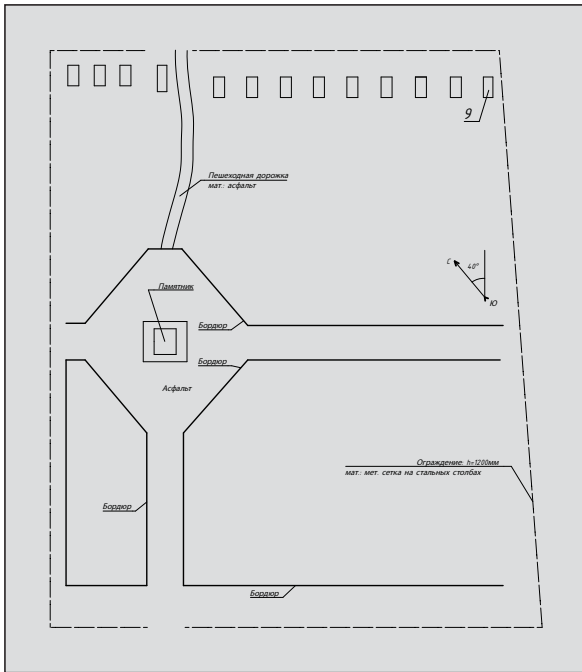 9
Пешеходная дорожка
мат.: асфальт
С
40°
Ю
Памятник
Бордюр
Бордюр
Асфальт
Ограждение: h=1200мм
мат.: мет. сетка на стальных столбах
Бордюр
Бордюр